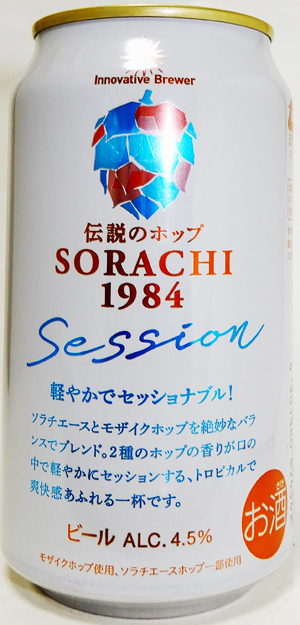 Innovative Brewer
伝説のホップ
SORACHI
1984
Session
軽やかでセッショナブル!
ソラチエースとモザイクホップを絶妙なバラ
ンスでブレンド。2種のホップの香りが口の
中で軽やかにセッションする、トロピカルで
爽快感あふれる一杯です。
お酒
ビール ALC.4.5%
モザイクホップ使用、ソラチエースホップ一部使用